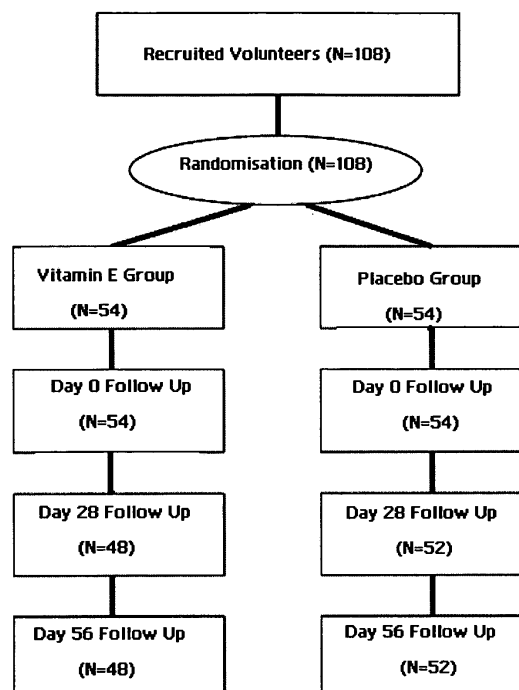 Recruited Volunteers (N=108)
Randomisation (N=108)
Vitamin E Group
(N=54)
Placebo Group
(N=54)
Day 0 Follow Up
(N=54)
Day 0 Follow Up
(N=54)
Day 28 Follow Up
(N=48)
Day 28 Follow Up
(N=52)
Day 56 Follow Up
(N=48)
Day 56 Follow Up
(N=52)